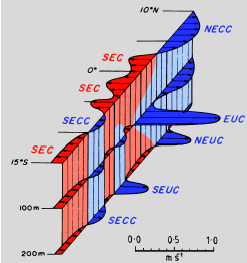 10°N
NECC
SEC
0°
SEC
SECC
EUC
SEC
NEUC
15°S
SEUC
100m
SECC
0·0 0·5 1·0
m s⁻¹
200m